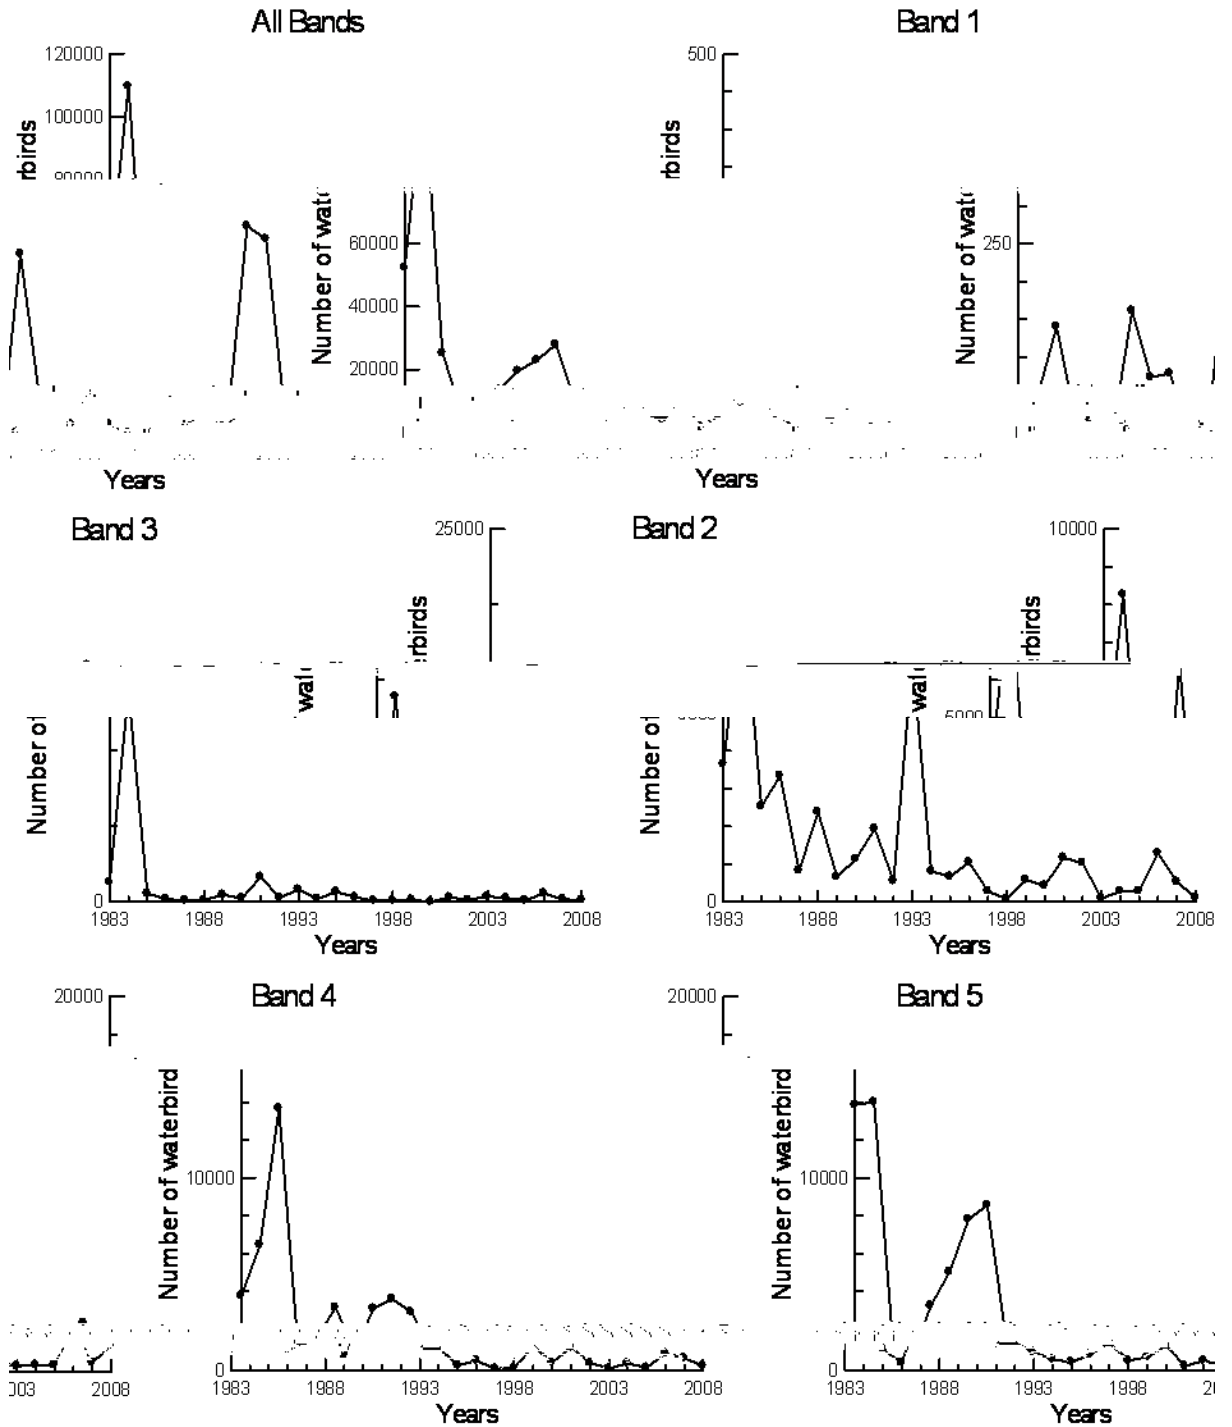 All Bands
Band 1
120000
500
100000
rbirds
rbirds
Number of wat
Number of w
60000
250
40000
20000
Years
Years
Band 3
25000
Band 2
10000
rbirds
rbirds
wat
wat
5000
Number of
Number of
0
0
1983 1988 1993 1998 2003 2008
1983 1988 1993 1998 2003 2008
Years
Years
20000
Band 4
20000
Band 5
Number of waterbird
Number of waterbird
10000
10000
0
0
003 2008
1983 1988 1993 1998 2003 2008
1983 1988 1993 1998
Years
Years